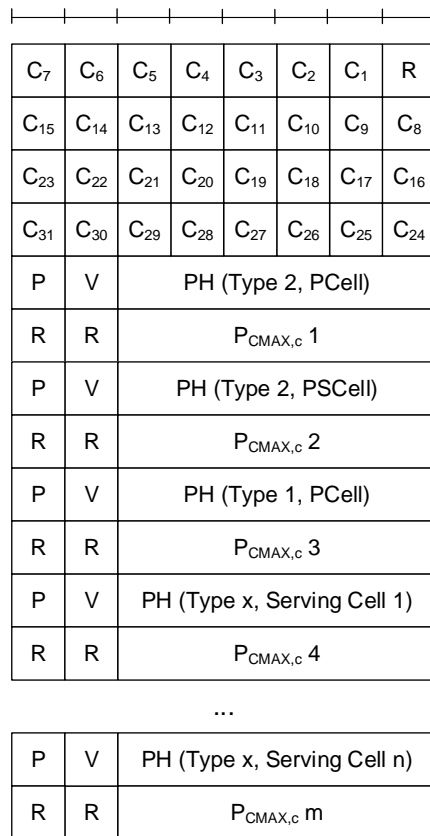 C7 C6 C5 C4 C3 C2 C1 R
C15 C14 C13 C12 C11 C10 C9 C8
C23 C22 C21 C20 C19 C18 C17 C16
C31 C30 C29 C28 C27 C26 C25 C24
P V PH (Type 2, PCell)
R R PCMAX,c 1
P V PH (Type 2, PSCell)
R R PCMAX,c 2
P V PH (Type 1, PCell)
R R PCMAX,c 3
P V PH (Type x, Serving Cell 1)
R R PCMAX,c 4
...
P V PH (Type x, Serving Cell n)
R R PCMAX,c m